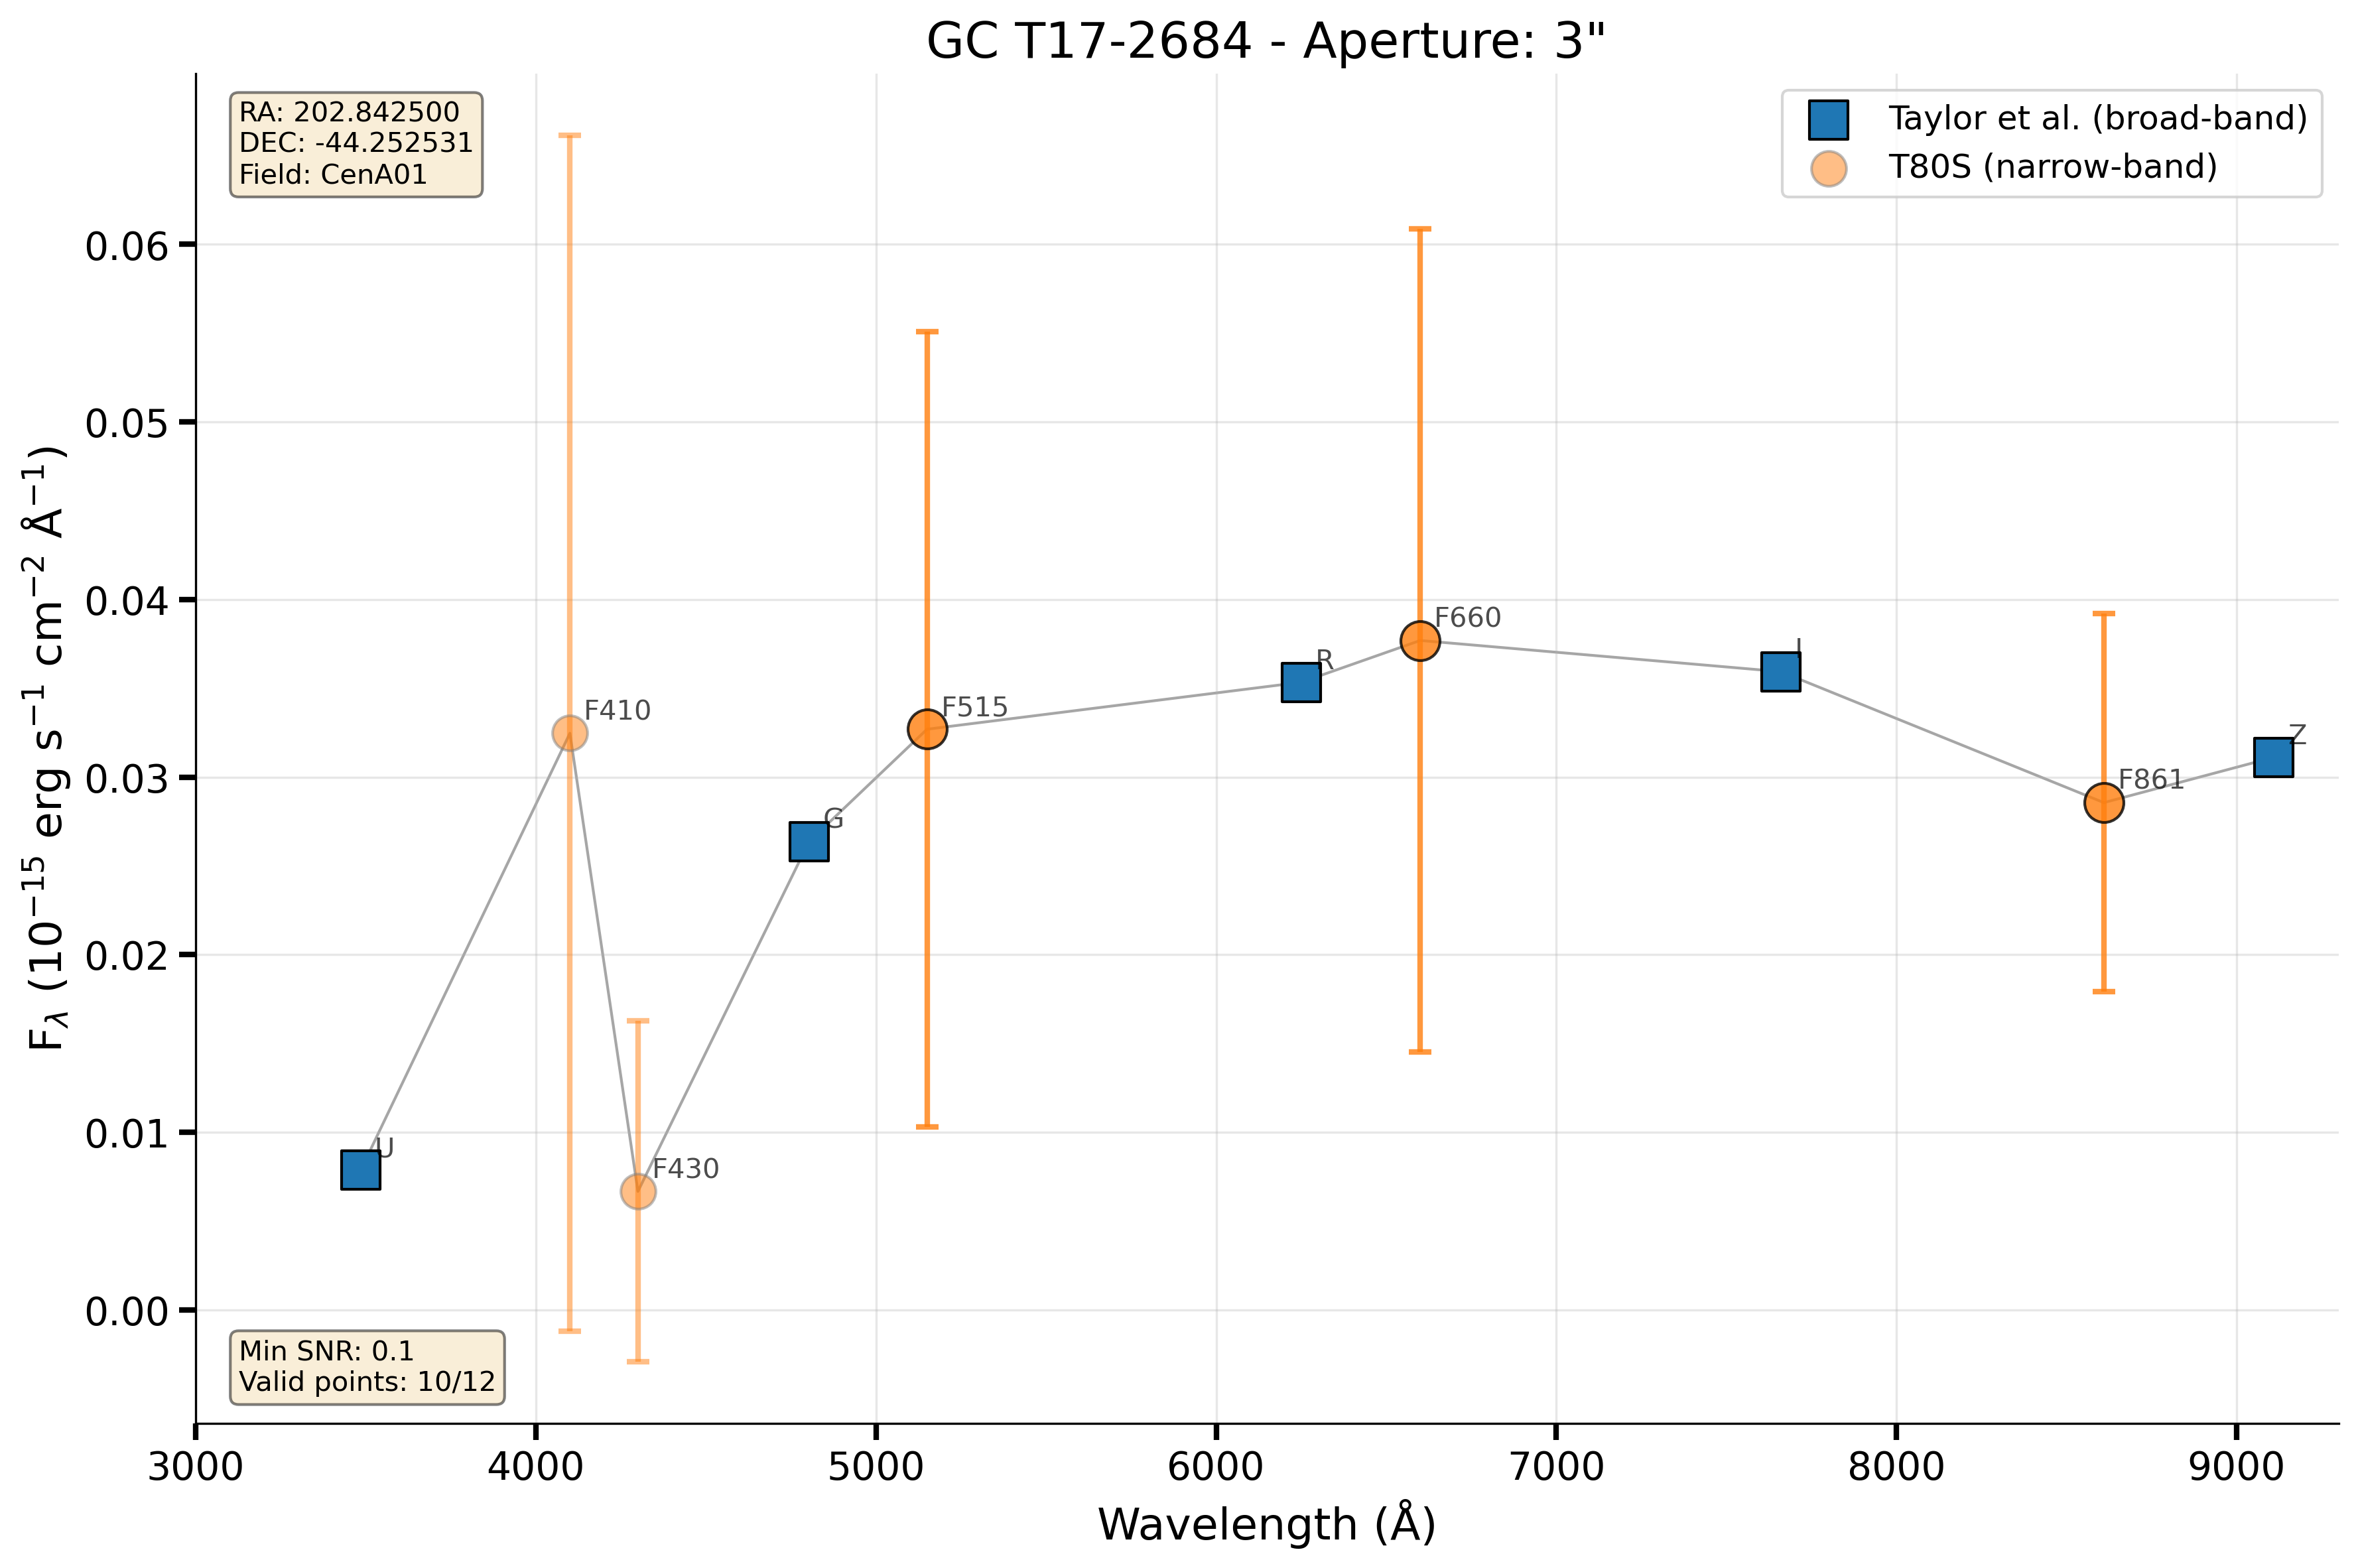 GC T17-2684 - Aperture: 3"
RA: 202.842500
DEC: -44.252531
Field: CenA01
Taylor et al. (broad-band)
T80S (narrow-band)
F410
F515
R
F660
I
Z
F861
G
U
F430
Min SNR: 0.1
Valid points: 10/12
0.06
0.05
0.04
0.03
0.02
0.01
0.00
F_λ (10⁻¹⁵ erg s⁻¹ cm⁻² Å⁻¹)
3000 4000 5000 6000 7000 8000 9000
Wavelength (Å)